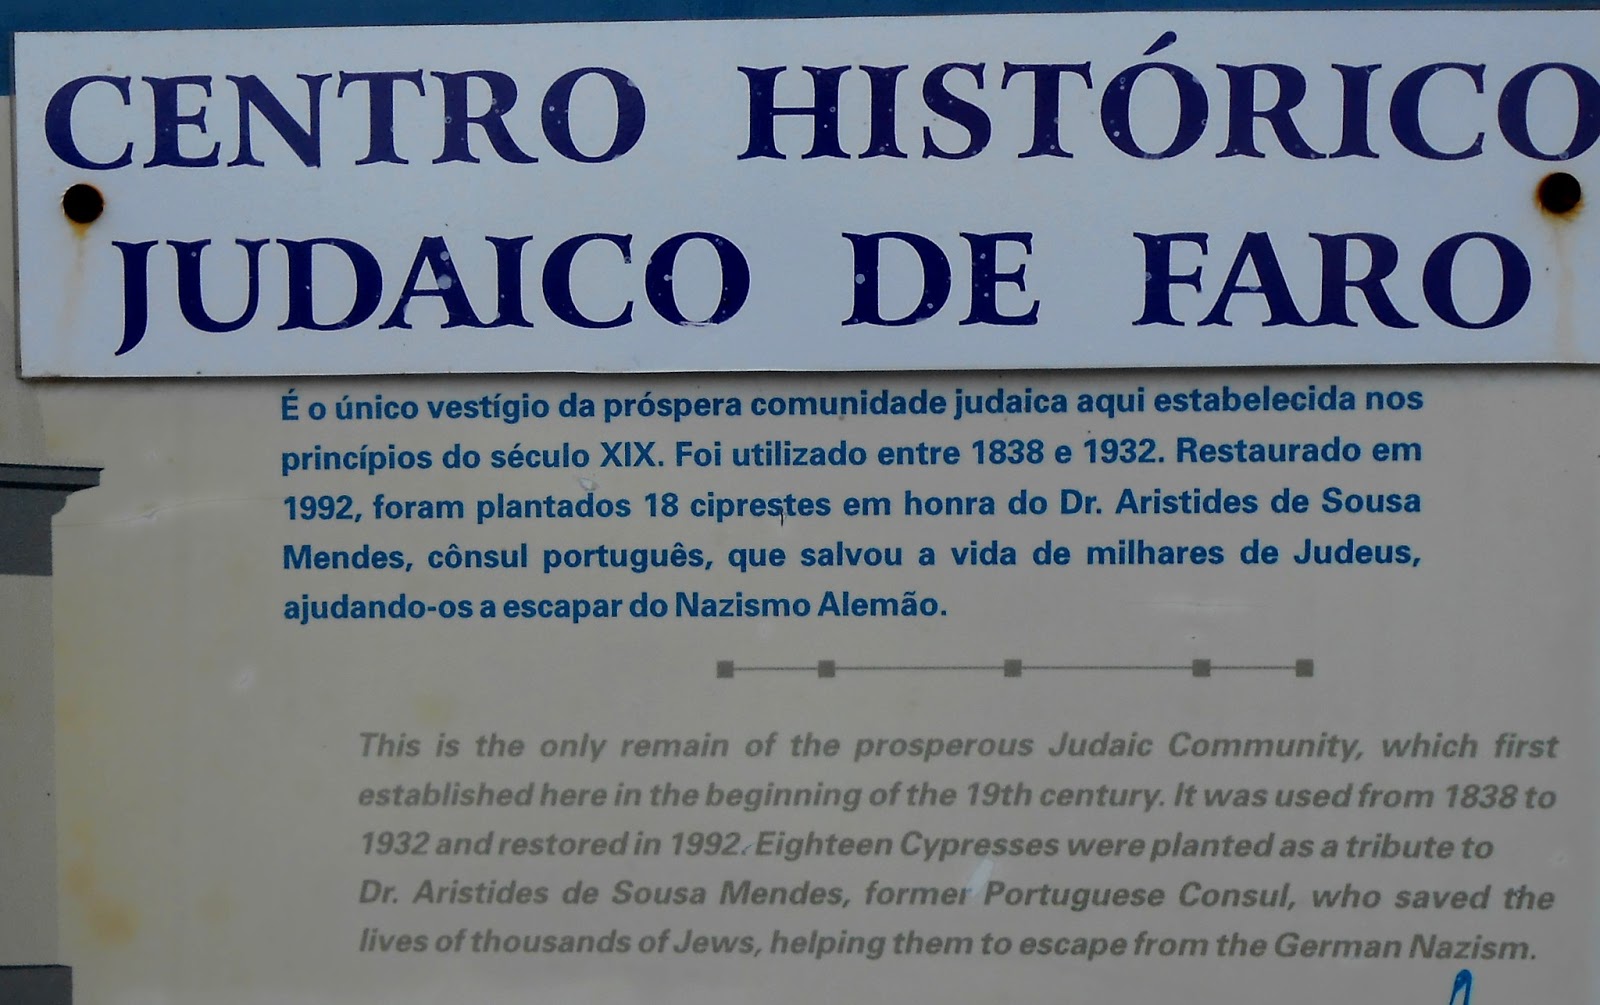 CENTRO HISTÓRICO
JUDAICO DE FARO
É o único vestígio da próspera comunidade judaica aqui estabelecida nos
princípios do século XIX. Foi utilizado entre 1838 e 1932. Restaurado em
1992, foram plantados 18 ciprestes em honra do Dr. Aristides de Sousa
Mendes, cônsul português, que salvou a vida de milhares de Judeus,
ajudando-os a escapar do Nazismo Alemão.
This is the only remain of the prosperous Judaic Community, which first
established here in the beginning of the 19th century. It was used from 1838 to
1932 and restored in 1992. Eighteen Cypresses were planted as a tribute to
Dr. Aristides de Sousa Mendes, former Portuguese Consul, who saved the
lives of thousands of Jews, helping them to escape from the German Nazism.